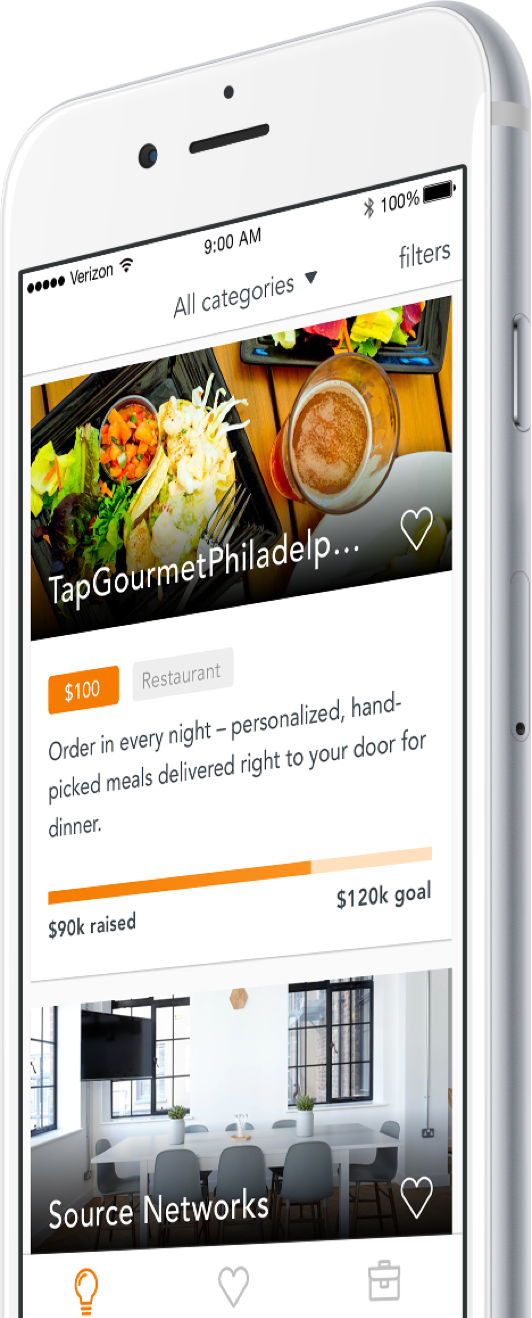 9:00 AM
100%
Verizon
All categories
filters
TapGourmetPhiladelp...
$100
Restaurant
Order in every night – personalized, hand-
picked meals delivered right to your door for
dinner.
$90k raised
$120k goal
Source Networks